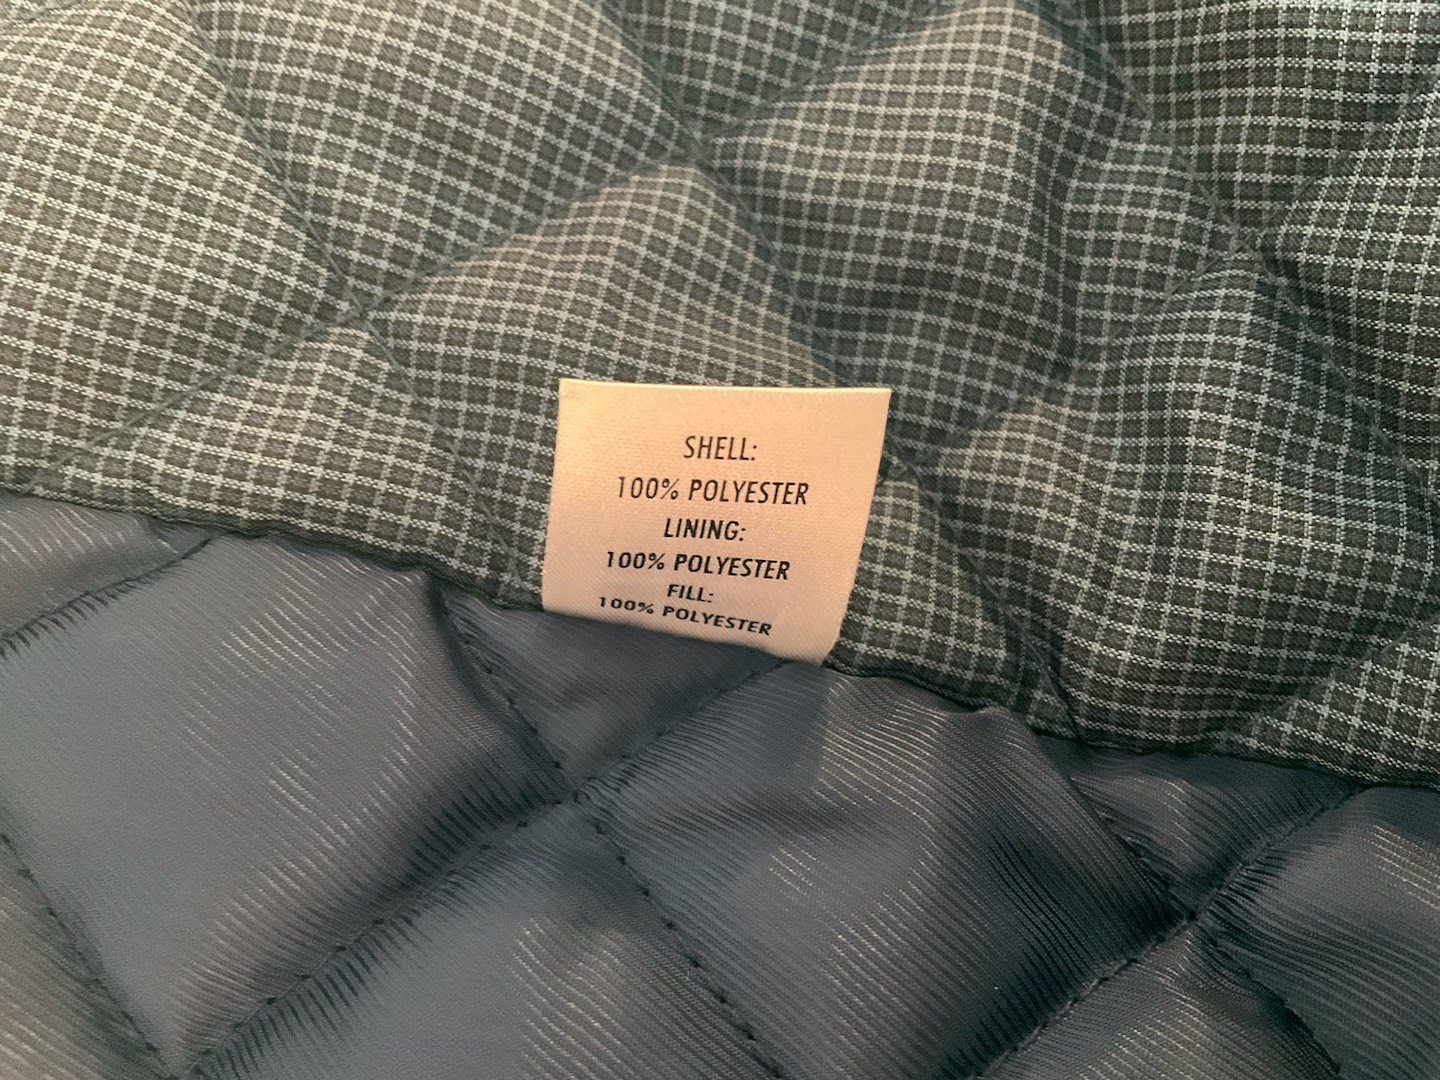 SHELL:
100% POLYESTER
LINING:
100% POLYESTER
FILL:
100% POLYESTER